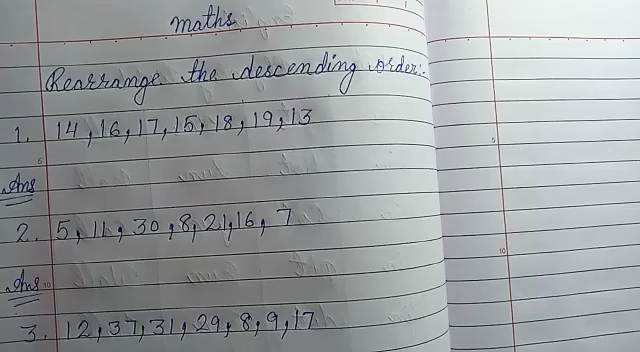 maths
Rearrange the descending order:-
1. 14, 16, 17, 15, 18, 19, 13
Ans
2. 5, 11, 30, 8, 21, 16, 7
Ans
3. 12, 37, 31, 29, 8, 9, 17